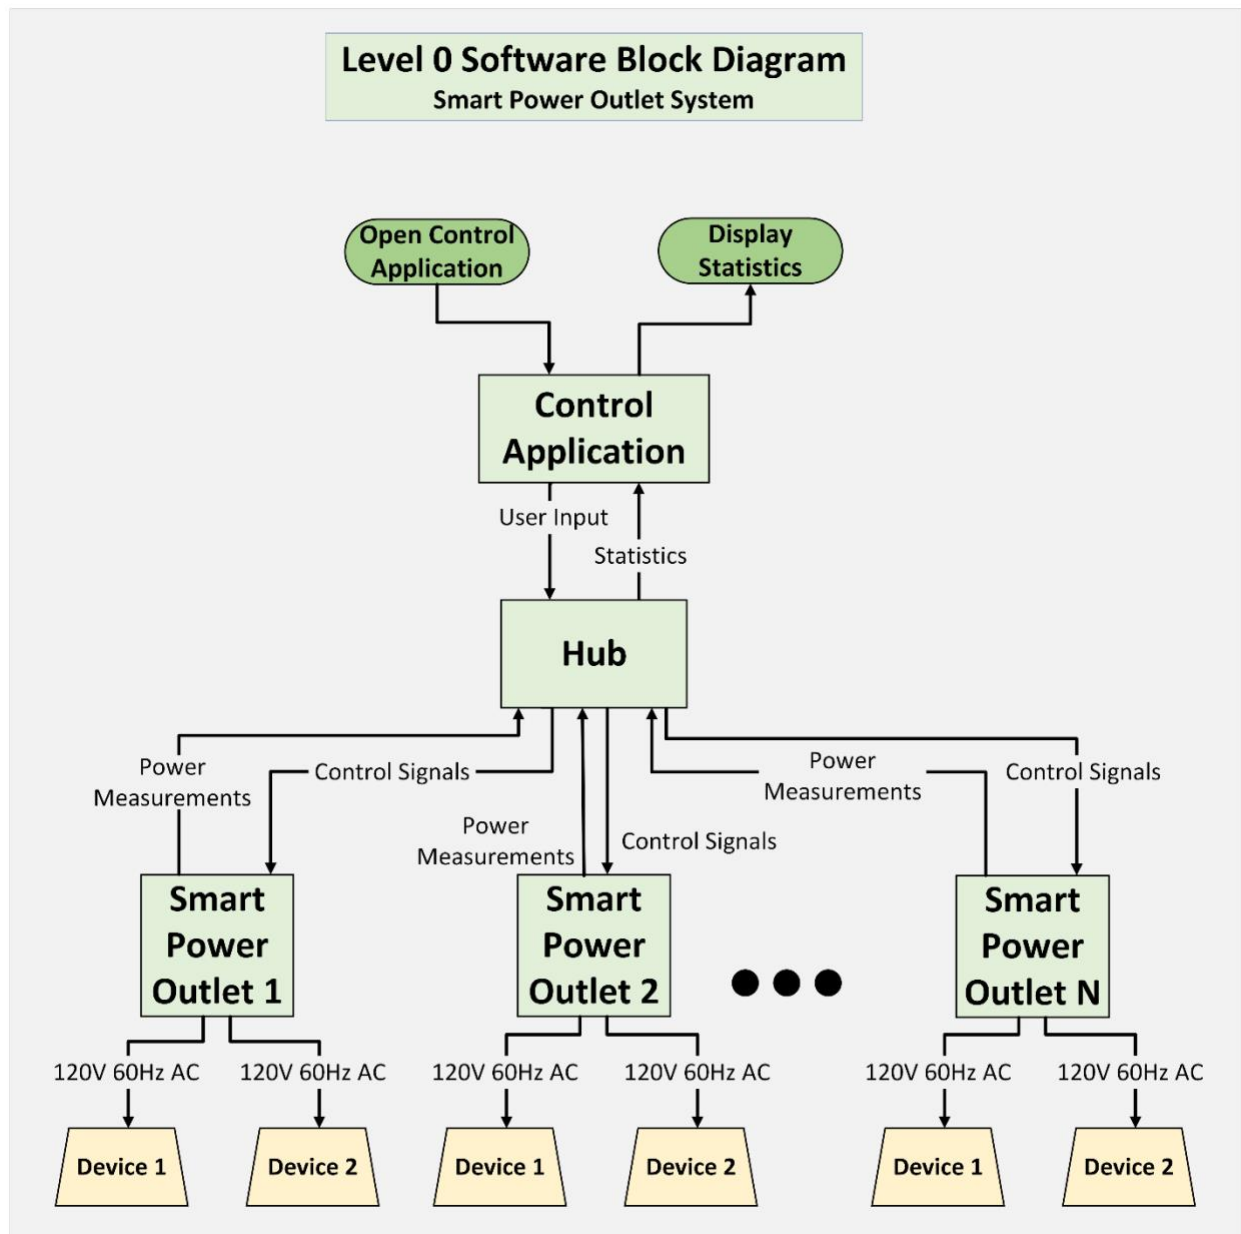 Level 0 Software Block Diagram
Smart Power Outlet System
Open Control
Application
Display
Statistics
Control
Application
User Input
Statistics
Hub
Power
Measurements
Control Signals
Power
Measurements
Control Signals
Power
Measurements
Control Signals
Smart
Power
Outlet 1
Smart
Power
Outlet 2
Smart
Power
Outlet N
120V 60Hz AC
120V 60Hz AC
120V 60Hz AC
120V 60Hz AC
120V 60Hz AC
120V 60Hz AC
Device 1
Device 2
Device 1
Device 2
Device 1
Device 2